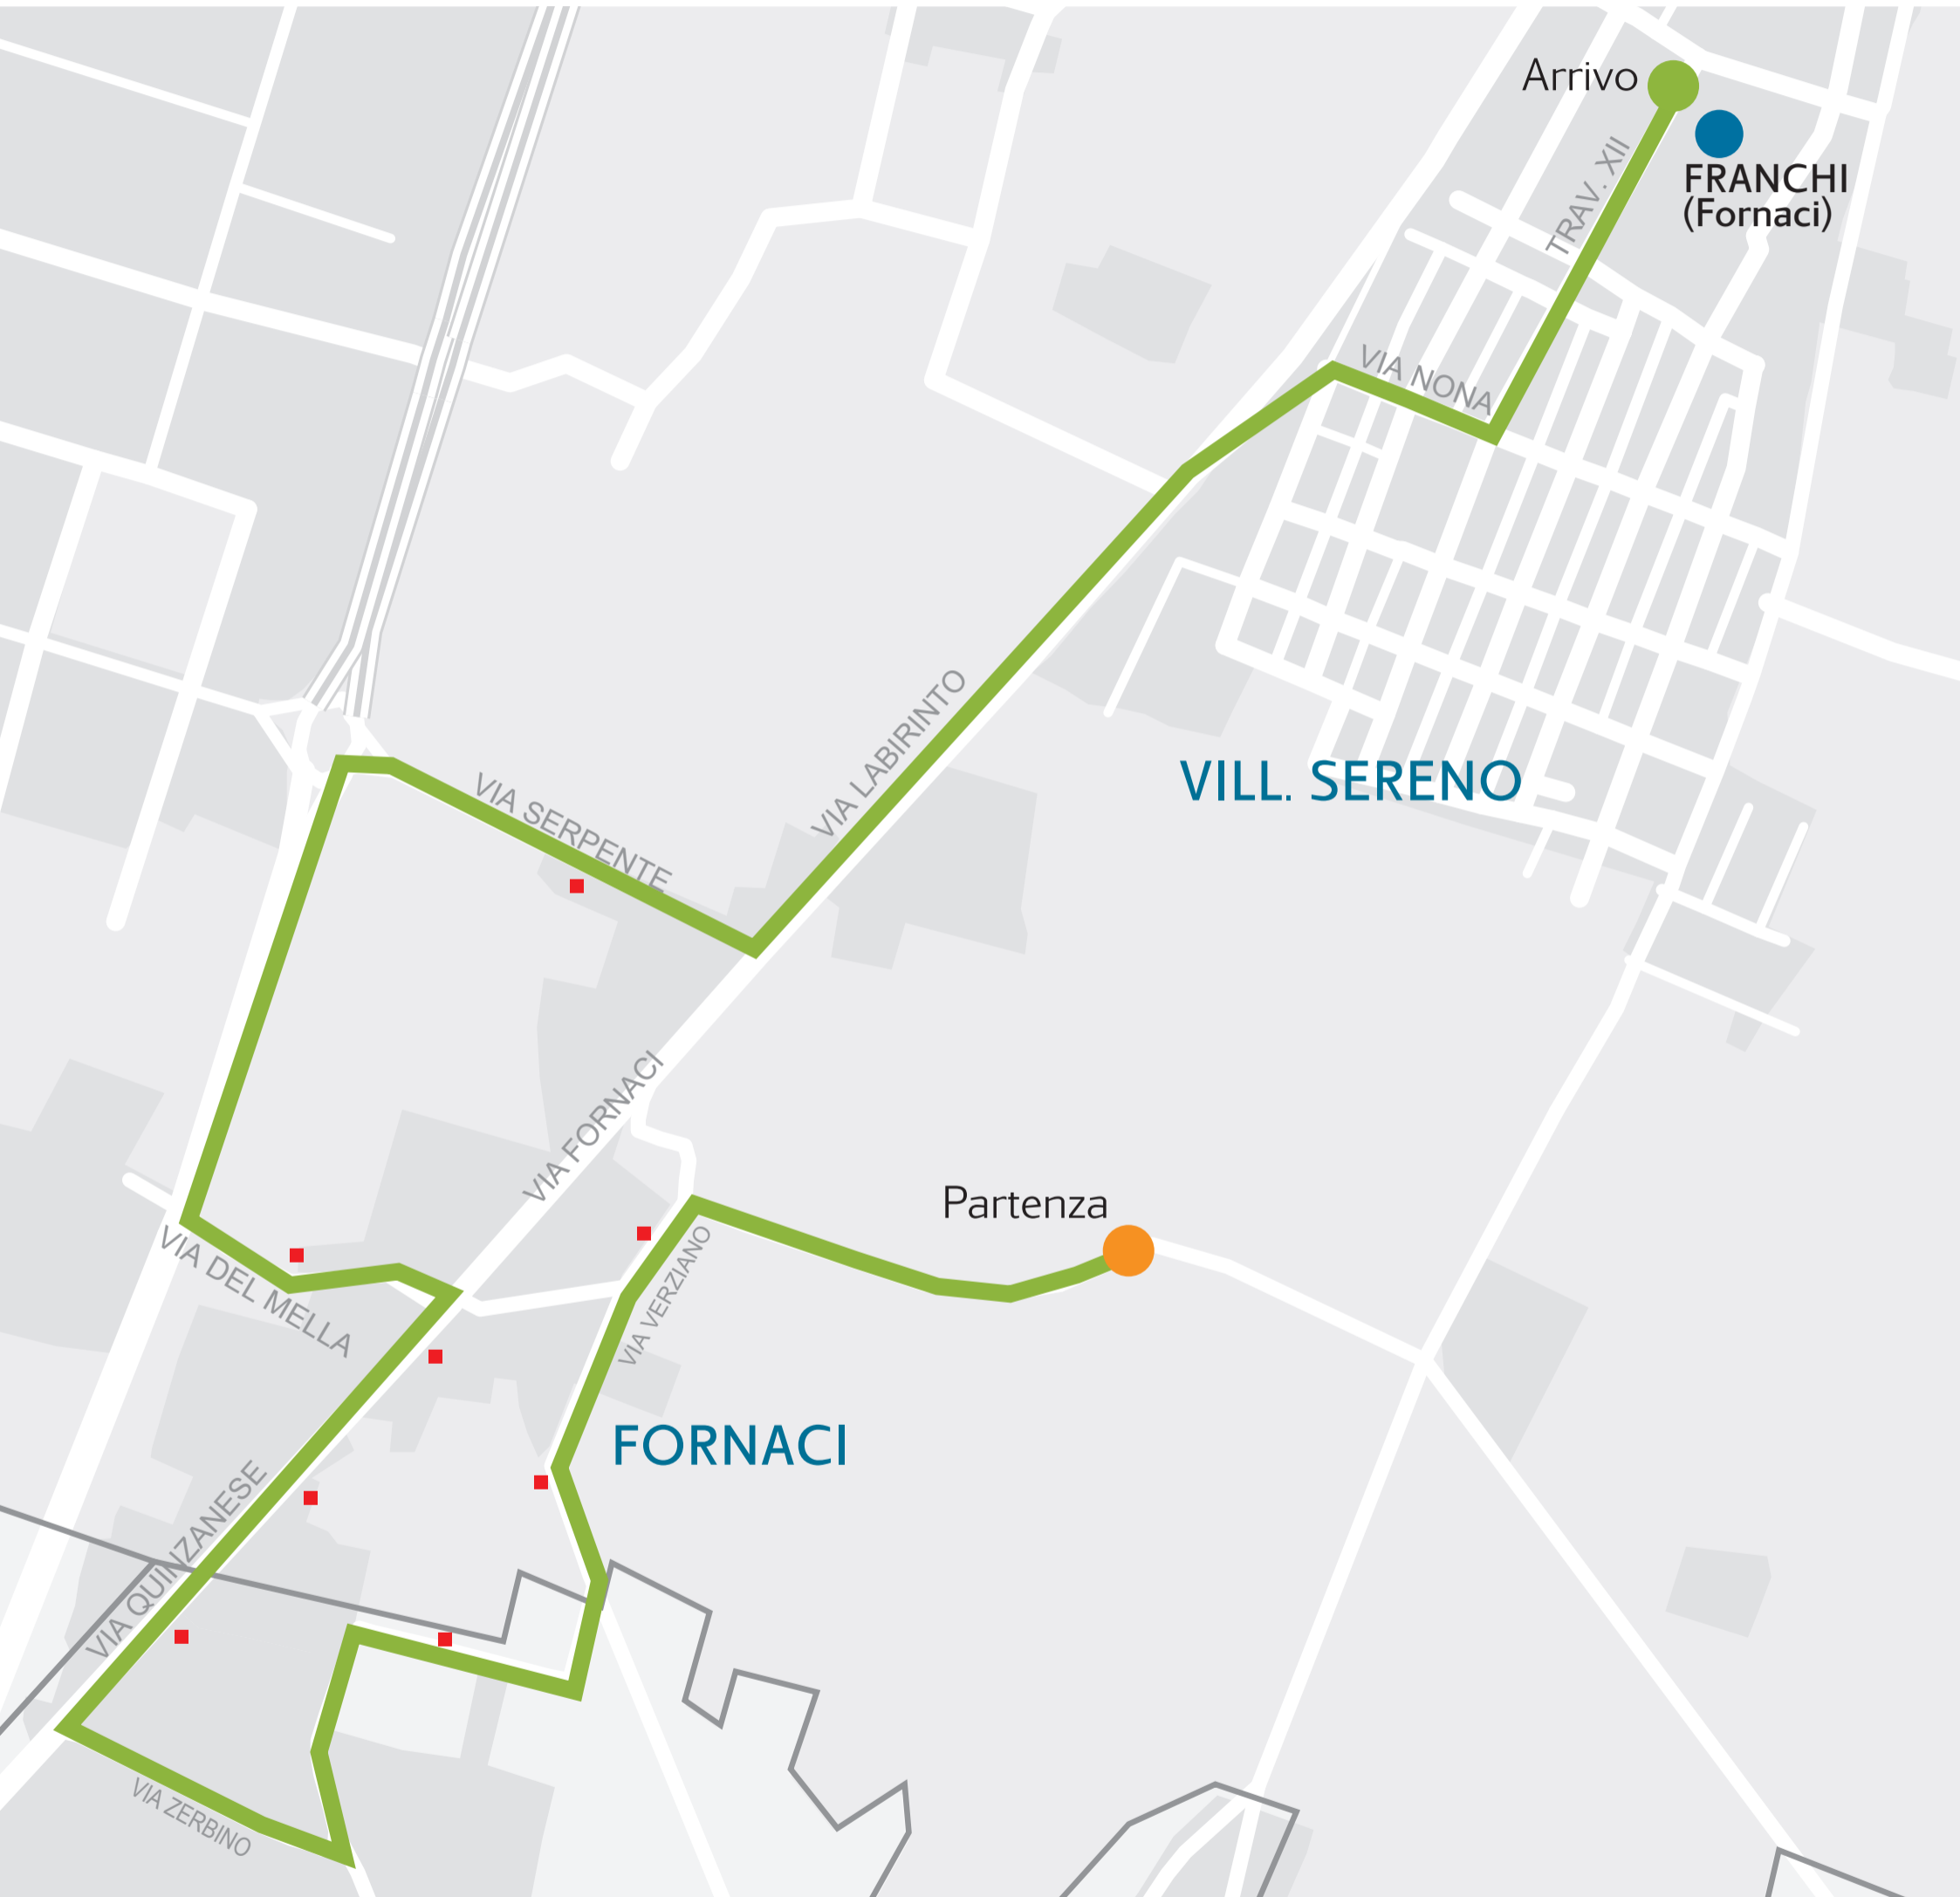 Arrivo
TRAV. XII
FRANCHI
(Fornaci)
VIA NONA
VIA LABIRINTO
VIA SERPENTE
VILL. SERENO
VIA FORNACI
Partenza
VIA DEL MELLA
VIA VERZIANO
FORNACI
VIA QUINZANESE
VIA ZERBINO